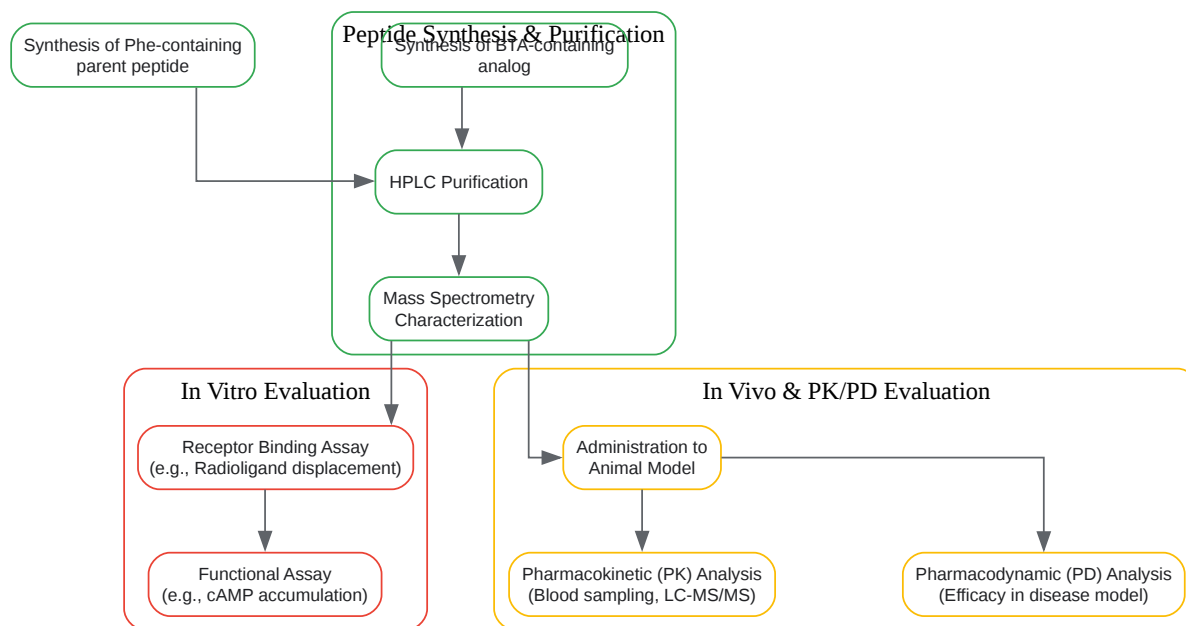 Peptide Synthesis & Purification
Synthesis of Phe-containing
parent peptide
Synthesis of BTA-containing
analog
HPLC Purification
Mass Spectrometry
Characterization
In Vitro Evaluation
In Vivo & PK/PD Evaluation
Receptor Binding Assay
(e.g., Radioligand displacement)
Administration to
Animal Model
Functional Assay
(e.g., cAMP accumulation)
Pharmacokinetic (PK) Analysis
(Blood sampling, LC-MS/MS)
Pharmacodynamic (PD) Analysis
(Efficacy in disease model)